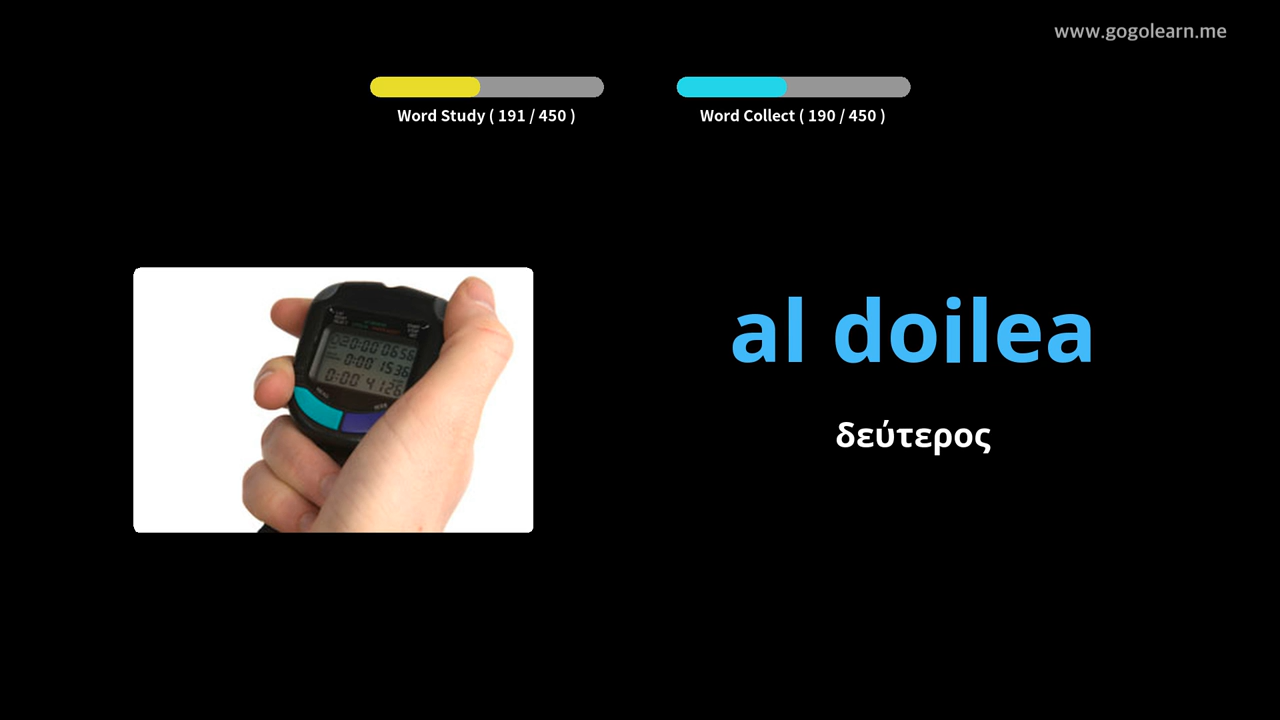 www.gogolearn.me
Word Study ( 191 / 450 )
Word Collect ( 190 / 450 )
al doilea
δεύτερος